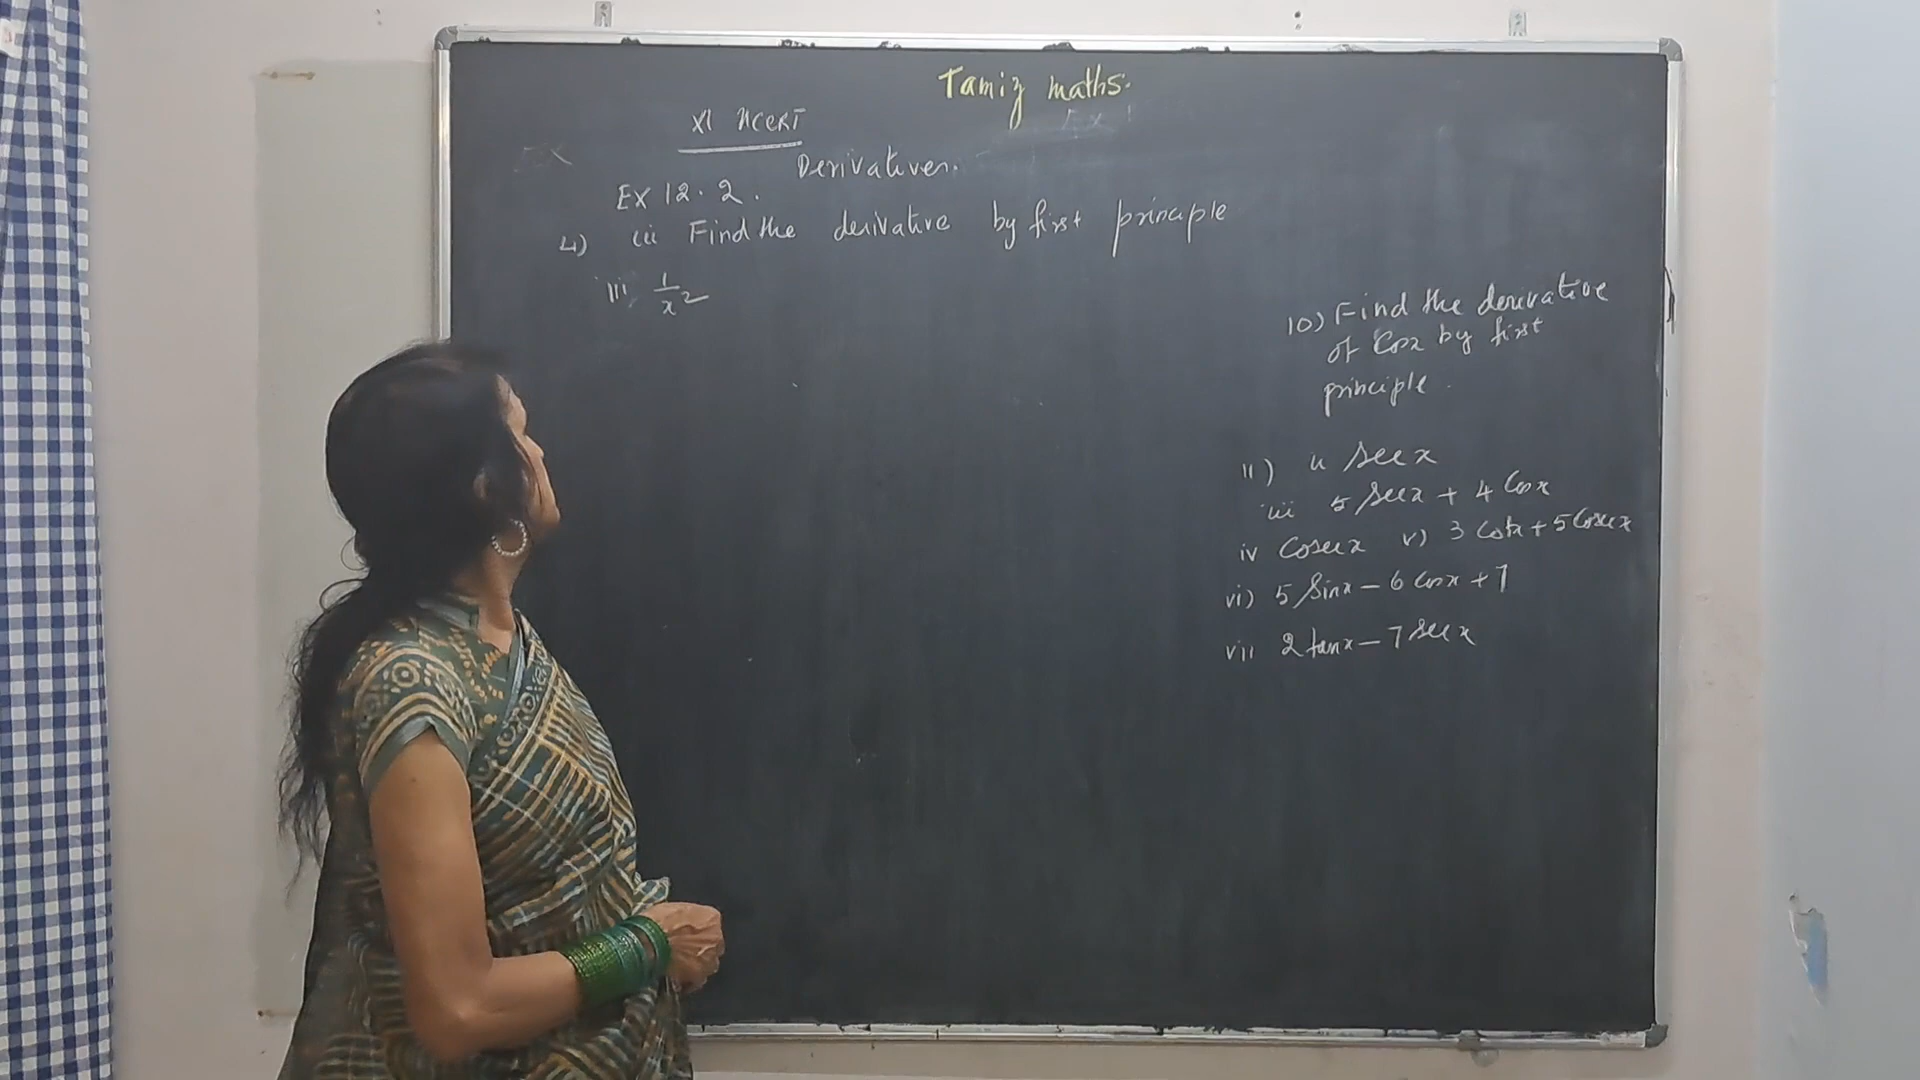 Tamiz maths.
XI NCERT
Derivatives.
EX 12.2.
4) iii Find the derivative by first principle
iii 1/x2
10) Find the derivative
of Cosx by first
principle.
11) ii Secx
iii 5 Secx + 4 Cosx
iv Cosecx v) 3 Cotx + 5 Cosecx
vi) 5 Sinx – 6 Cosx + 7
vii 2 tanx – 7 Secx